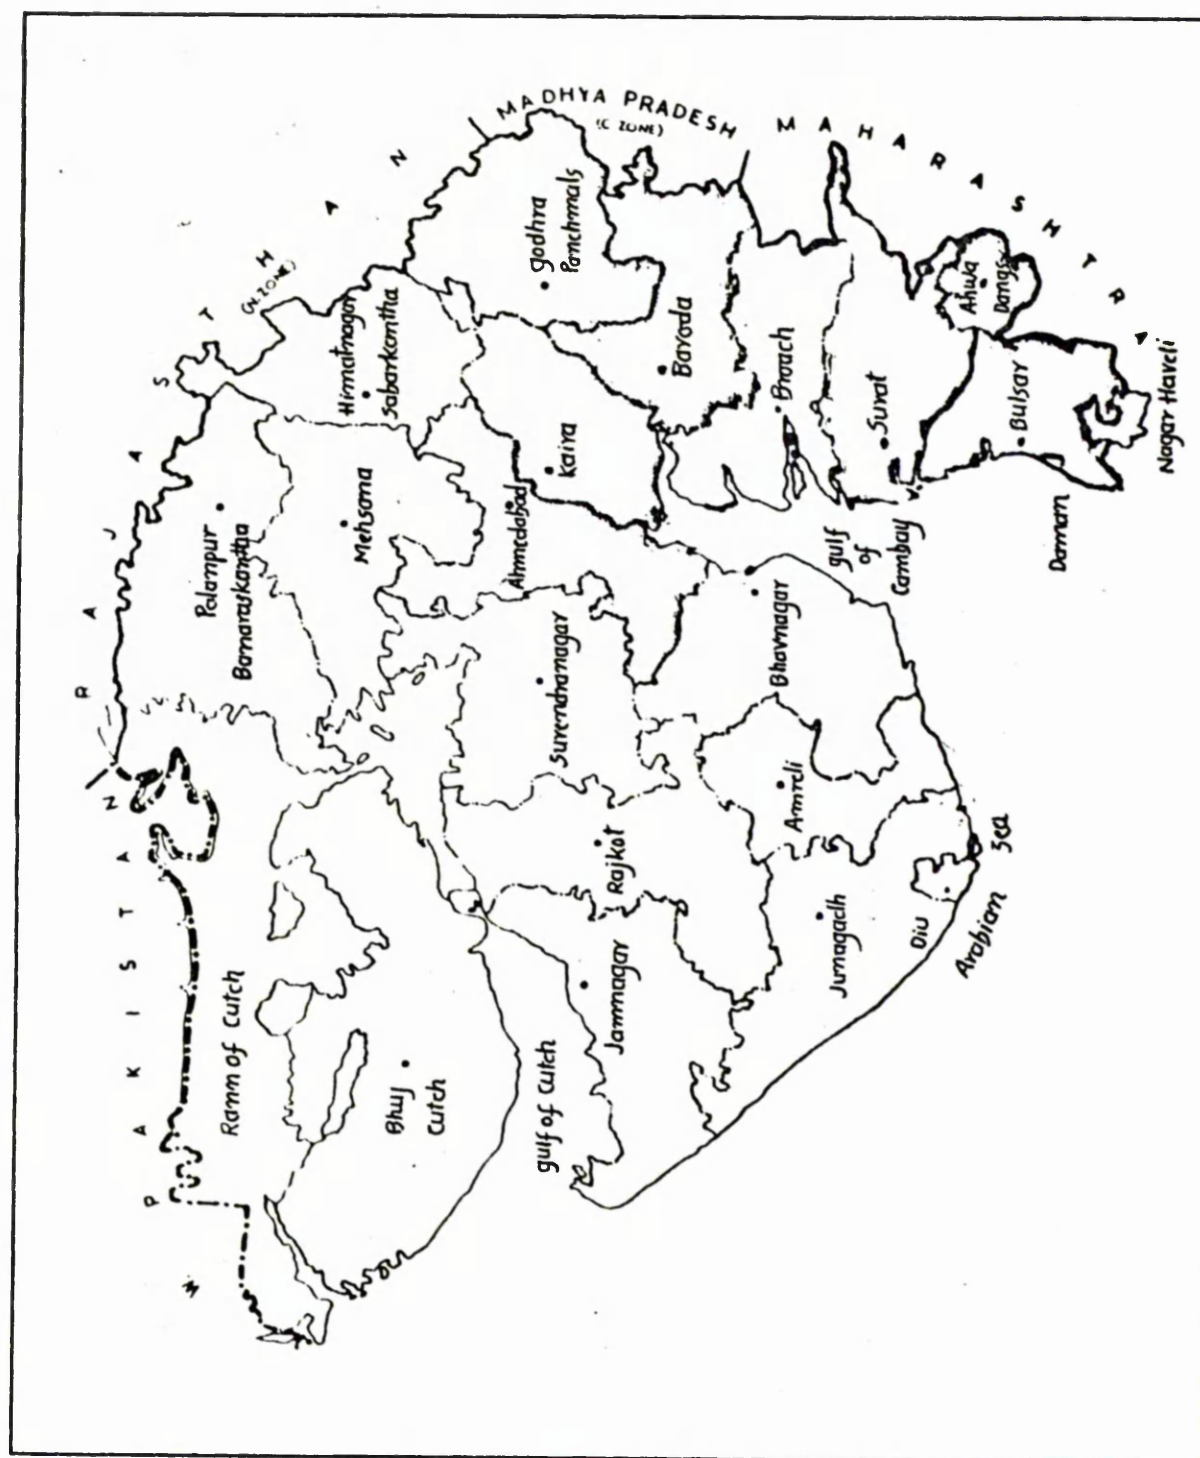 PAKISTAN
RAJASTHAN
(N. ZONE)
MADHYA PRADESH
(C ZONE)
MAHARASHTRA
Rann of Cutch
Bhuj
Cutch
gulf of Cutch
Palanpur
Banaraskantha
Mehsana
Himatnagar
Sabarkantha
Ahmedabad
Kaira
godhra
Panchmals
Baroda
Broach
Surat
Ahwa
Dangs
Bulsar
Nagar Haveli
Daman
gulf
of
Cambay
Surendranagar
Bhavnagar
Rajkot
Amreli
Jamnagar
Junagadh
Diu
Arabian Sea